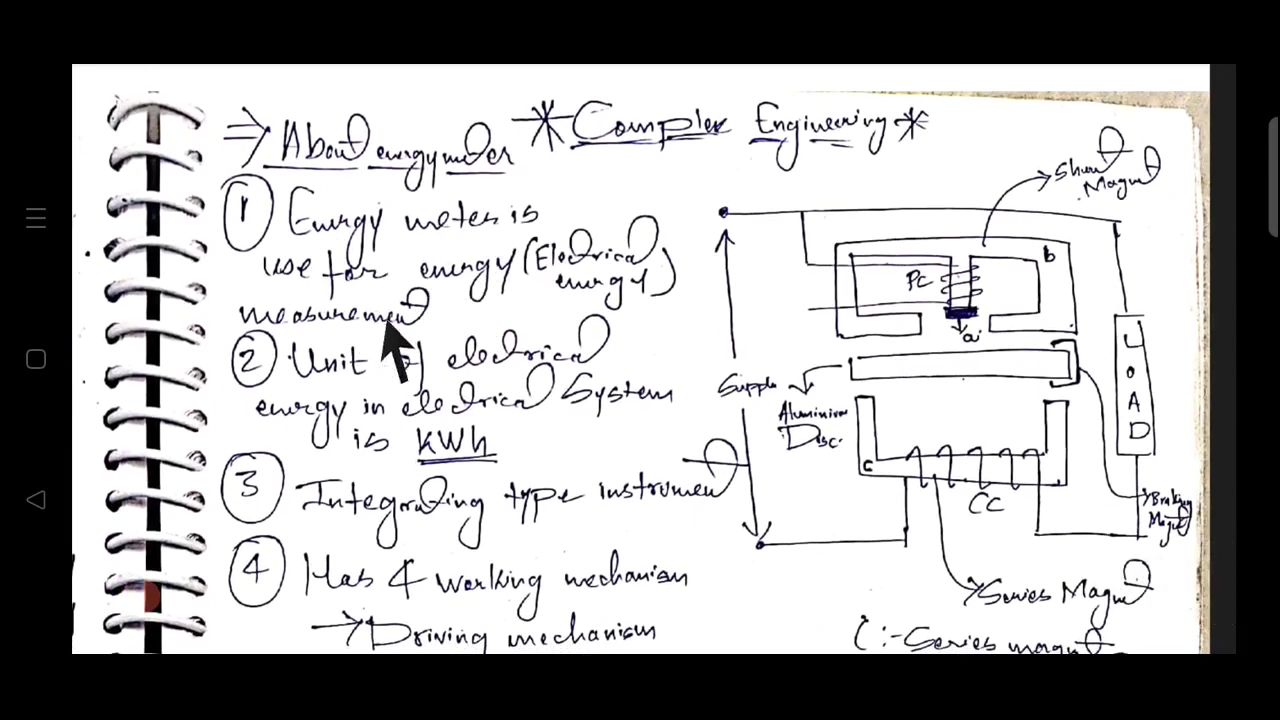 ⇒ About energy meter * Complex Engineering *
① Energy meter is
use for energy (Electrical
energy)
measurement
② Unit of electrical
energy in electrical System
is kWh
③ Integrating type instrument
④ Has 4 working mechanism
→ Driving mechanism
Shunt
Magnet
b
PC
a
Supply
Aluminium
Disc
LOAD
c
CC
Braking
Magnet
Series Magnet
C :- Series magnet